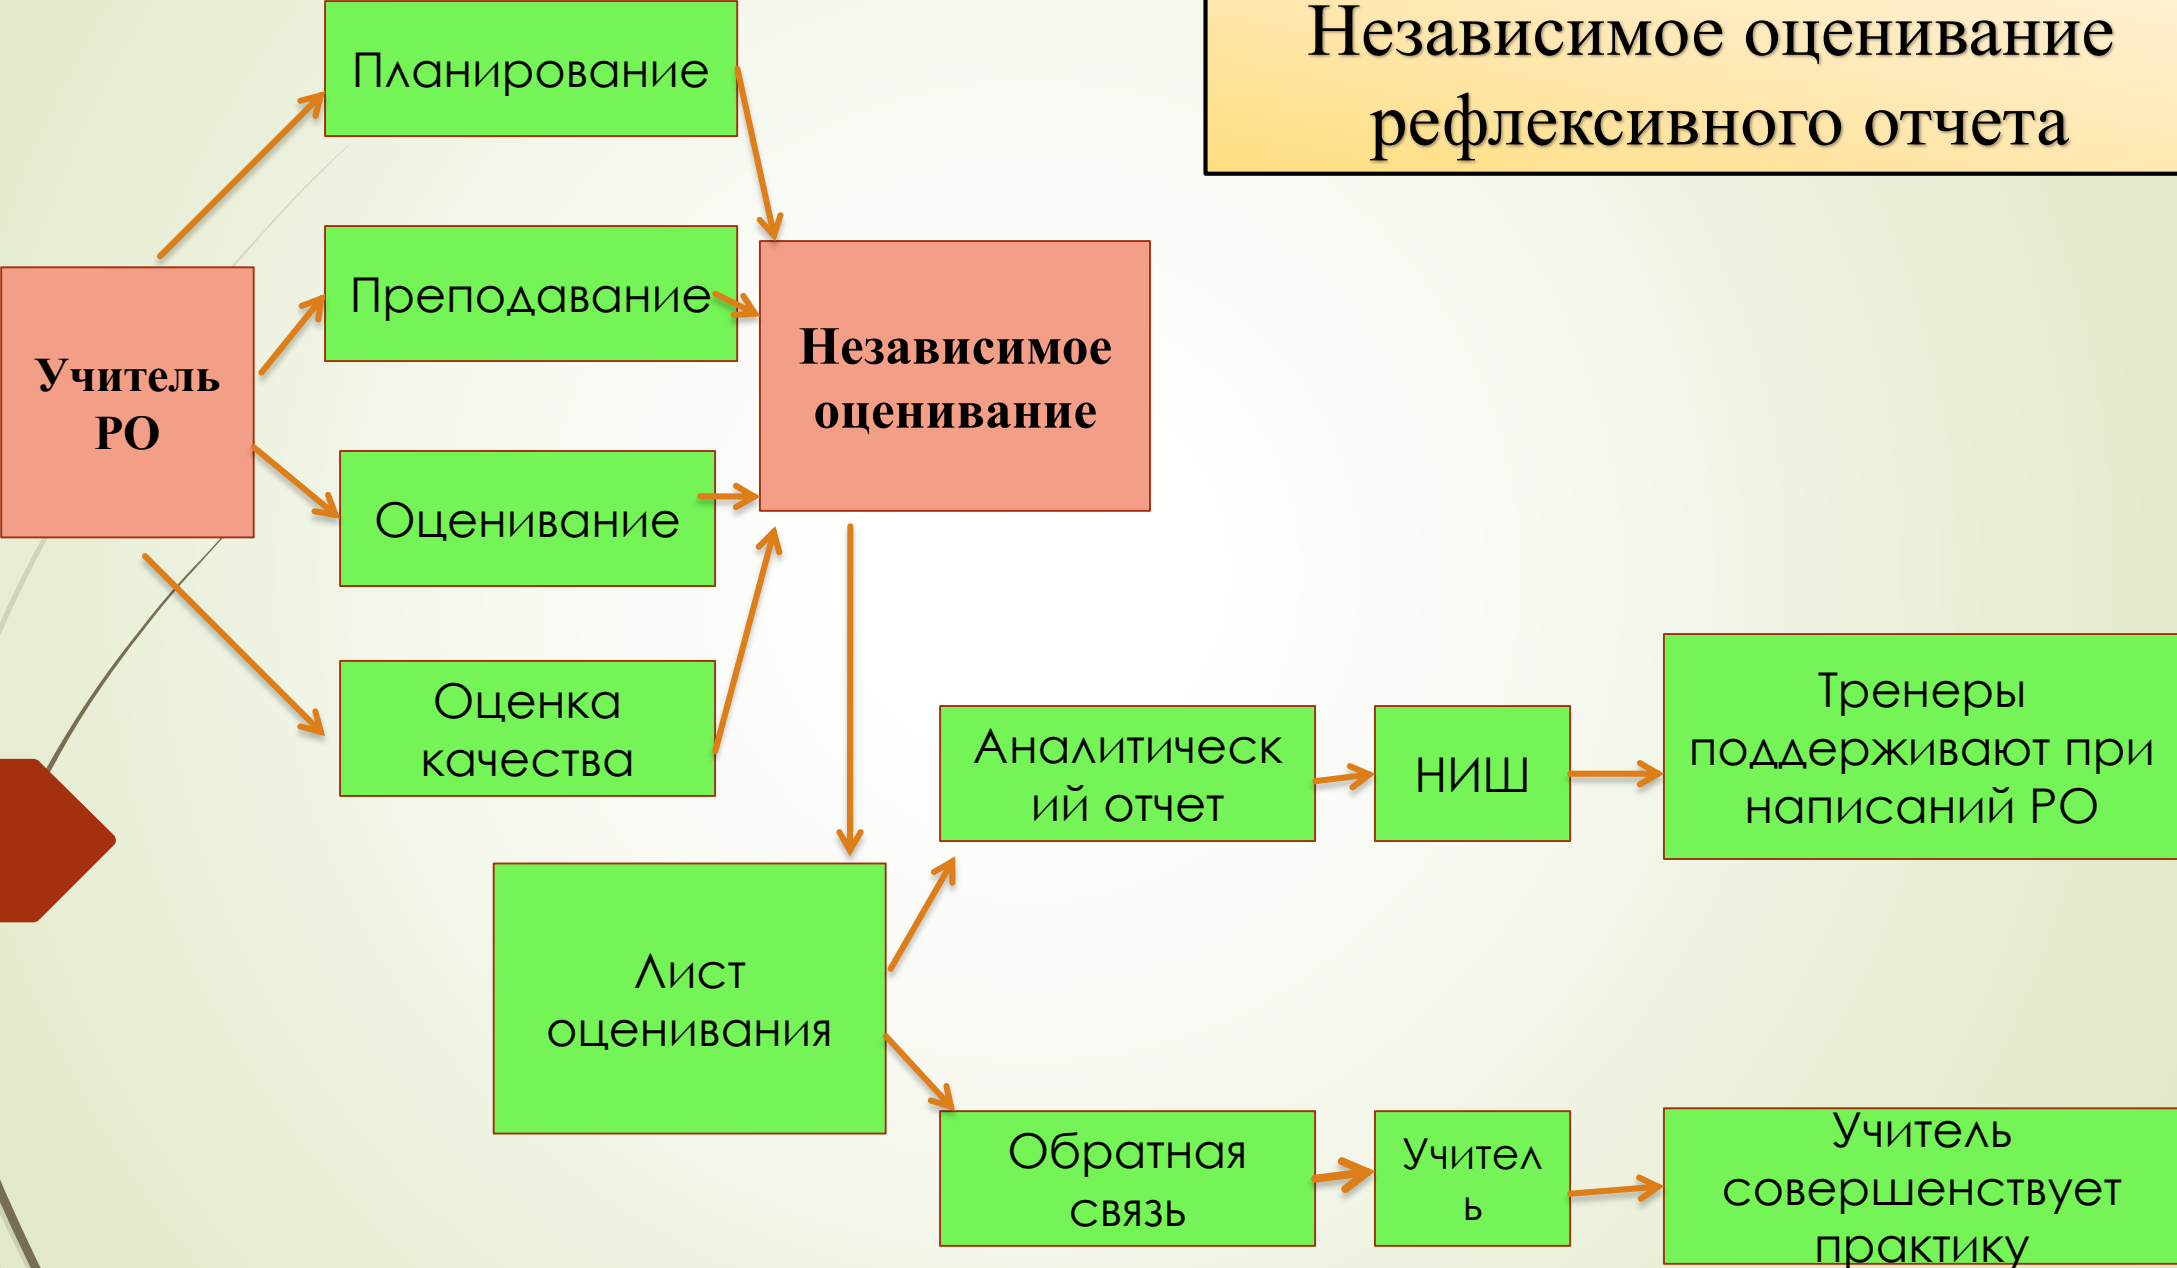 Независимое оценивание
рефлексивного отчета
Планирование
Преподавание
Учитель
РО
Независимое
оценивание
Оценивание
Оценка
качества
Аналитическ
ий отчет
НИШ
Тренеры
поддерживают при
написаний РО
Лист
оценивания
Обратная
связь
Учител
ь
Учитель
совершенствует
практику